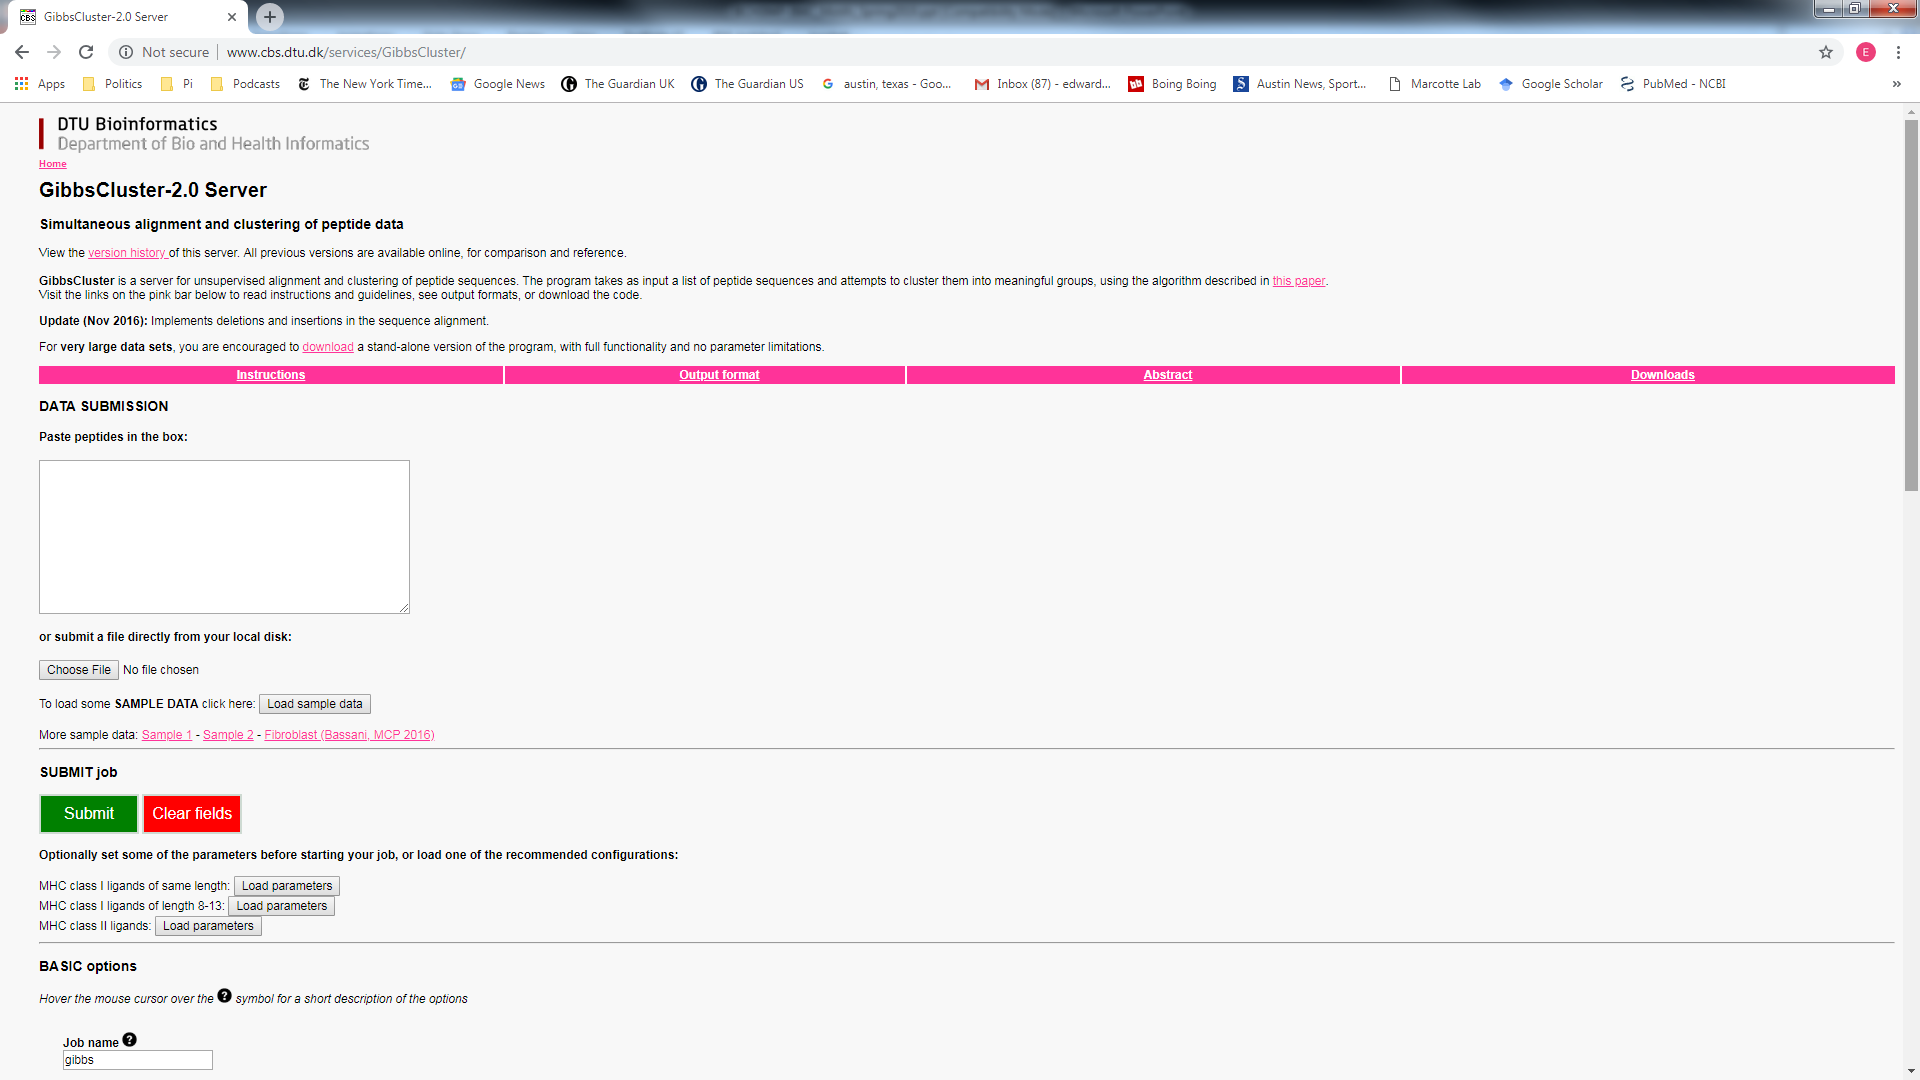 CBS
GibbsCluster-2.0 Server
Not secure | www.cbs.dtu.dk/services/GibbsCluster/
E
Apps Politics Pi Podcasts The New York Time... Google News The Guardian UK The Guardian US austin, texas - Goo... Inbox (87) - edward... Boing Boing Austin News, Sport... Marcotte Lab Google Scholar PubMed - NCBI »
DTU Bioinformatics
Department of Bio and Health Informatics
Home
GibbsCluster-2.0 Server
Simultaneous alignment and clustering of peptide data
View the version history of this server. All previous versions are available online, for comparison and reference.
GibbsCluster is a server for unsupervised alignment and clustering of peptide sequences. The program takes as input a list of peptide sequences and attempts to cluster them into meaningful groups, using the algorithm described in this paper.
Visit the links on the pink bar below to read instructions and guidelines, see output formats, or download the code.
Update (Nov 2016): Implements deletions and insertions in the sequence alignment.
For very large data sets, you are encouraged to download a stand-alone version of the program, with full functionality and no parameter limitations.
Instructions Output format Abstract Downloads
DATA SUBMISSION
Paste peptides in the box:
or submit a file directly from your local disk:
Choose File No file chosen
To load some SAMPLE DATA click here: Load sample data
More sample data: Sample 1 - Sample 2 - Fibroblast (Bassani, MCP 2016)
SUBMIT job
Submit Clear fields
Optionally set some of the parameters before starting your job, or load one of the recommended configurations:
MHC class I ligands of same length: Load parameters
MHC class I ligands of length 8-13: Load parameters
MHC class II ligands: Load parameters
BASIC options
Hover the mouse cursor over the ? symbol for a short description of the options
Job name ?
gibbs